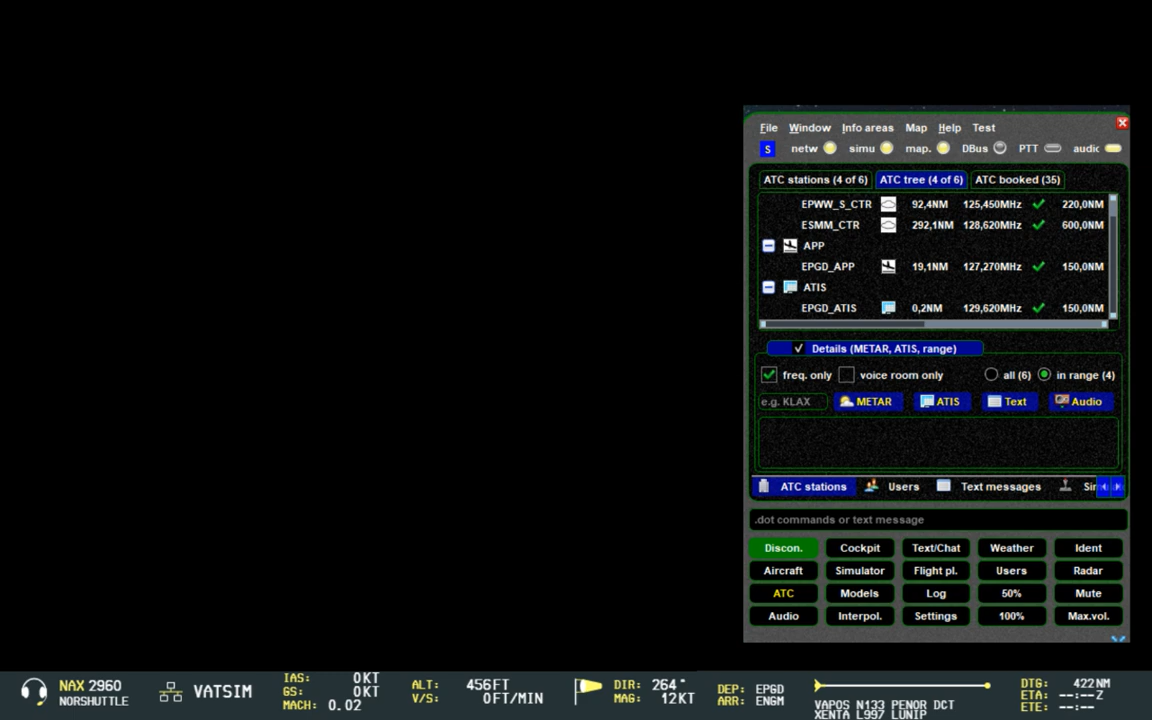 File Window Info areas Map Help Test
S netw simu map. DBus PTT audio
ATC stations (4 of 6) ATC tree (4 of 6) ATC booked (35)
EPWW_S_CTR 92,4NM 125,450MHz 220,0NM
ESMM_CTR 292,1NM 128,620MHz 600,0NM
APP
EPGD_APP 19,1NM 127,270MHz 150,0NM
ATIS
EPGD_ATIS 0,2NM 129,620MHz 150,0NM
Details (METAR, ATIS, range)
freq. only voice room only all (6) in range (4)
e.g. KLAX METAR ATIS Text Audio
ATC stations Users Text messages
.dot commands or text message
Discon. Cockpit Text/Chat Weather Ident
Aircraft Simulator Flight pl. Users Radar
ATC Models Log 50% Mute
Audio Interpol. Settings 100% Max.vol.
NAX 2960
NORSHUTTLE
VATSIM
IAS: 0KT
GS: 0KT
MACH: 0.02
ALT: 456FT
V/S: 0FT/MIN
DIR: 264°
MAG: 12KT
DEP: EPGD
ARR: ENGM
VAPOS N133 PENOR DCT
XENTA L997 LUNIP
DTG: 422NM
ETA: --:--Z
ETE: --:--